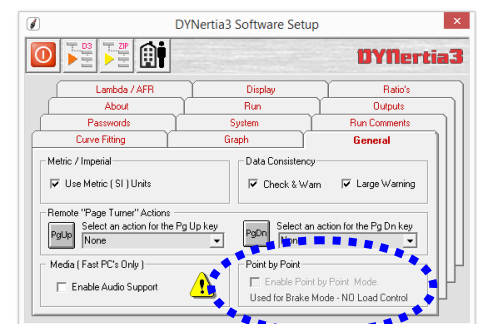 DYNertia3 Software Setup
D3 ZIP
DYNertia3
Lambda / AFR Display Ratio's
About Run Outputs
Passwords System Run Comments
Curve Fitting Graph General
Metric / Imperial Data Consistency
Use Metric ( SI ) Units Check & Warn Large Warning
Remote "Page Turner" Actions
PgUp Select an action for the Pg Up key PgDn Select an action for the Pg Dn key
None None
Media ( Fast PC's Only ) Point by Point
Enable Audio Support Enable Point by Point Mode
Used for Brake Mode - NO Load Control